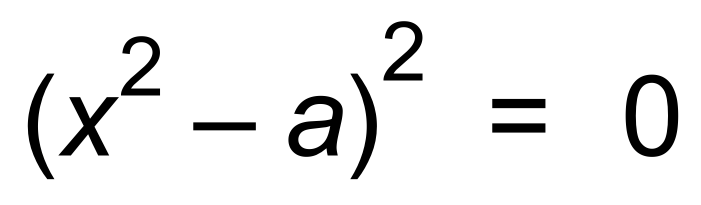 (x² – a)² = 0